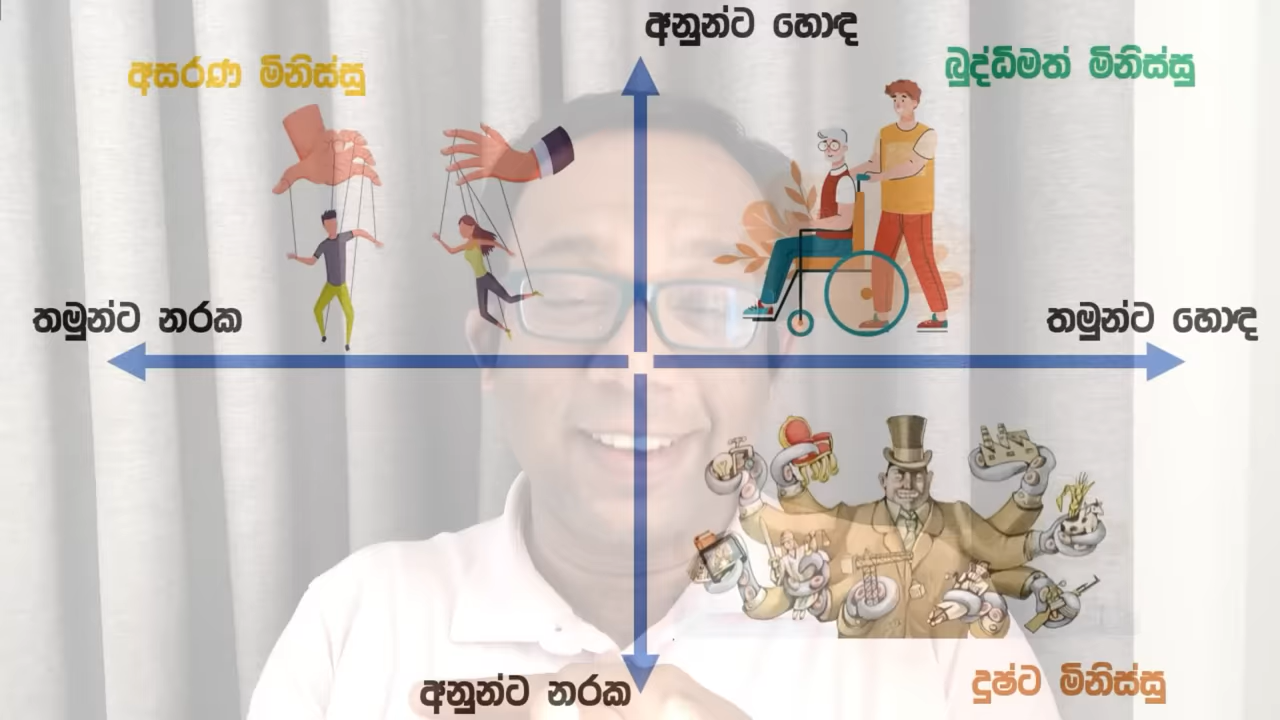 අනුන්ට හොඳ
අසරණ මිනිස්සු
බුද්ධිමත් මිනිස්සු
තමුන්ට නරක
තමුන්ට හොඳ
අනුන්ට නරක
දුෂ්ට මිනිස්සු